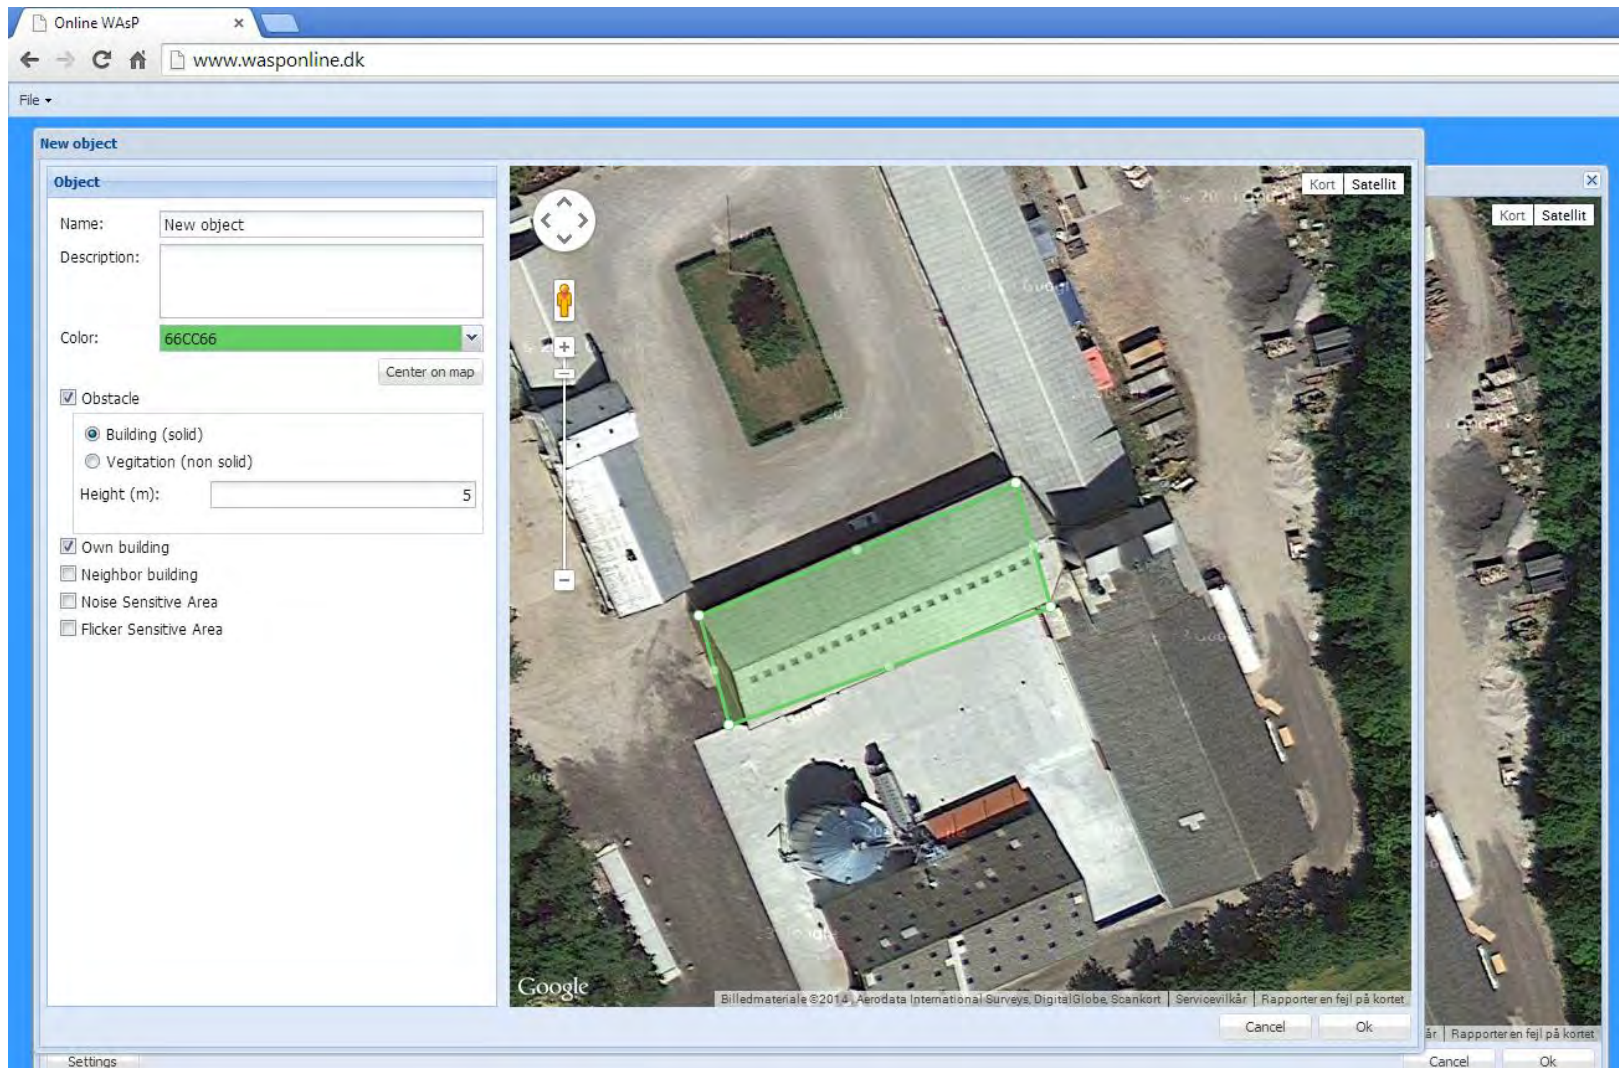 Online WAsP
www.wasponline.dk
File
New object
Object
Name: New object
Description:
Color: 66CC66
Center on map
Obstacle
Building (solid)
Vegitation (non solid)
Height (m): 5
Own building
Neighbor building
Noise Sensitive Area
Flicker Sensitive Area
Kort Satellit
Kort Satellit
Google
Billedmateriale ©2014, Aerodata International Surveys, DigitalGlobe, Scankort Servicevilkår Rapporter en fejl på kortet
Cancel Ok
år Rapporter en fejl på kortet
Settings
Cancel Ok